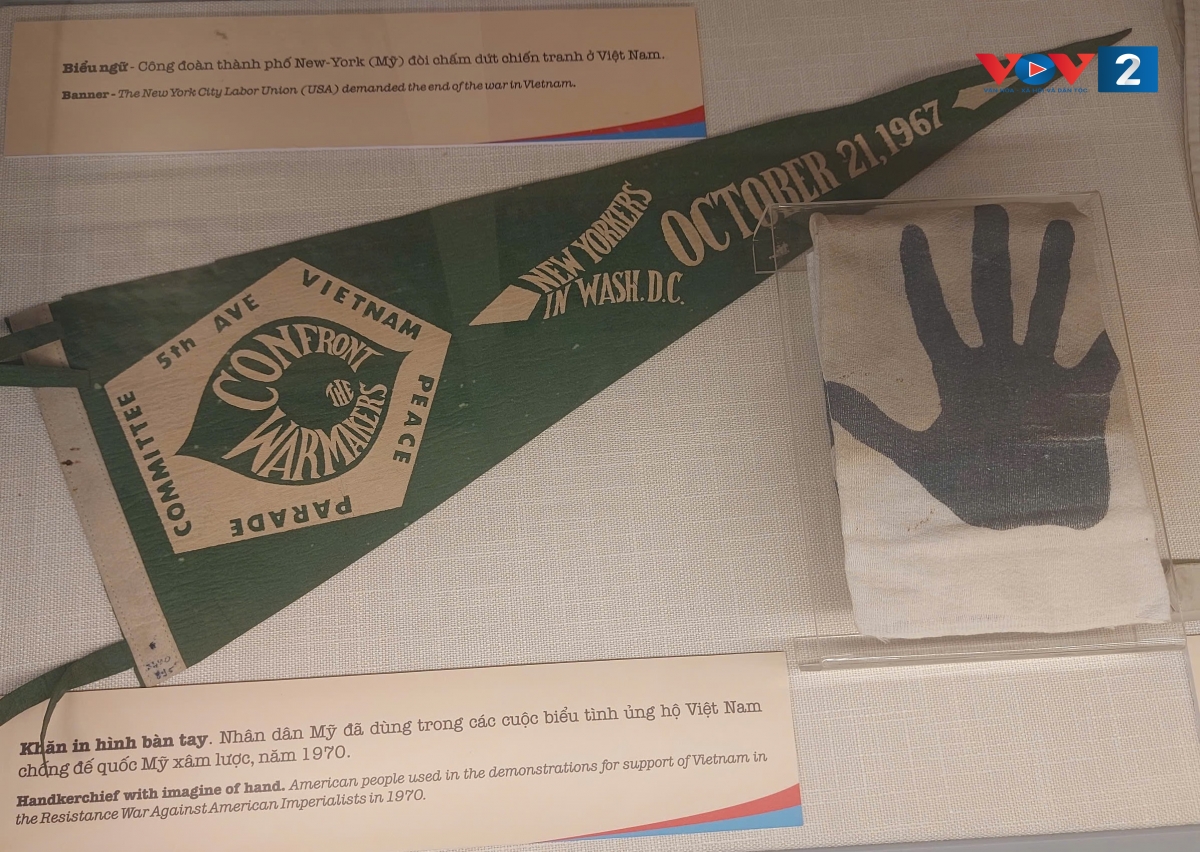 Biểu ngữ - Công đoàn thành phố New-York (Mỹ) đòi chấm dứt chiến tranh ở Việt Nam.
Banner - The New York City Labor Union (USA) demanded the end of the war in Vietnam.
VOV 2
OCTOBER 21, 1967
NEW YORKERS
IN WASH. D.C.
5th AVE VIETNAM PEACE PARADE COMMITTEE
CONFRONT
THE
WARMAKERS
Khăn in hình bàn tay. Nhân dân Mỹ đã dùng trong các cuộc biểu tình ủng hộ Việt Nam
chống đế quốc Mỹ xâm lược, năm 1970.
Handkerchief with imagine of hand. American people used in the demonstrations for support of Vietnam in
the Resistance War Against American Imperialists in 1970.